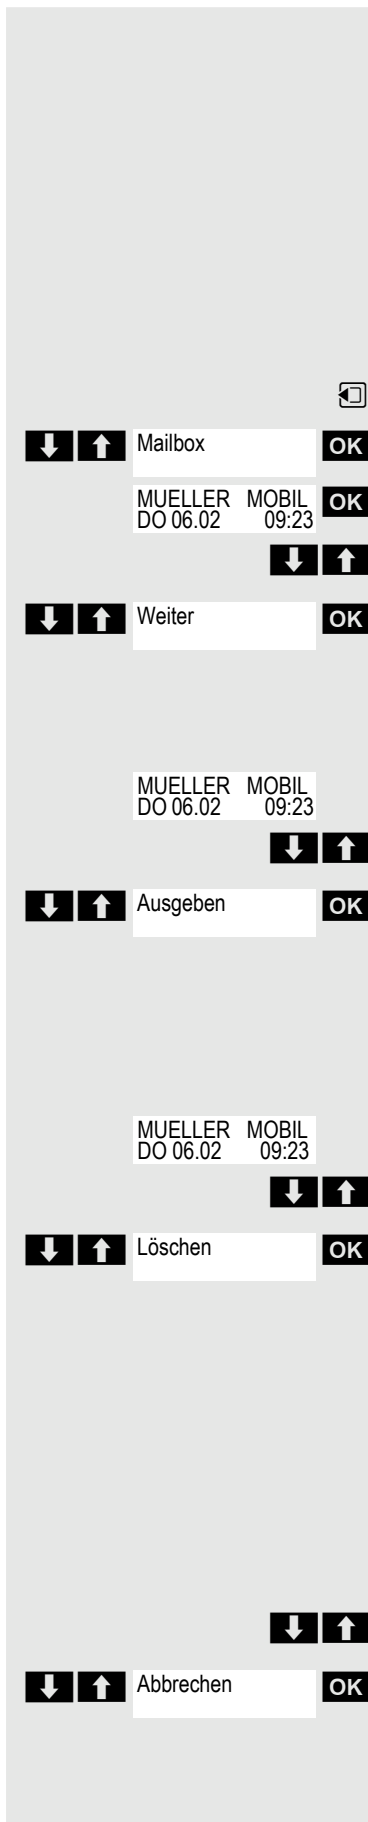 Mailbox OK
MUELLER MOBIL OK
DO 06.02 09:23
Weiter OK
MUELLER MOBIL
DO 06.02 09:23
Ausgeben OK
MUELLER MOBIL
DO 06.02 09:23
Löschen OK
Abbrechen OK